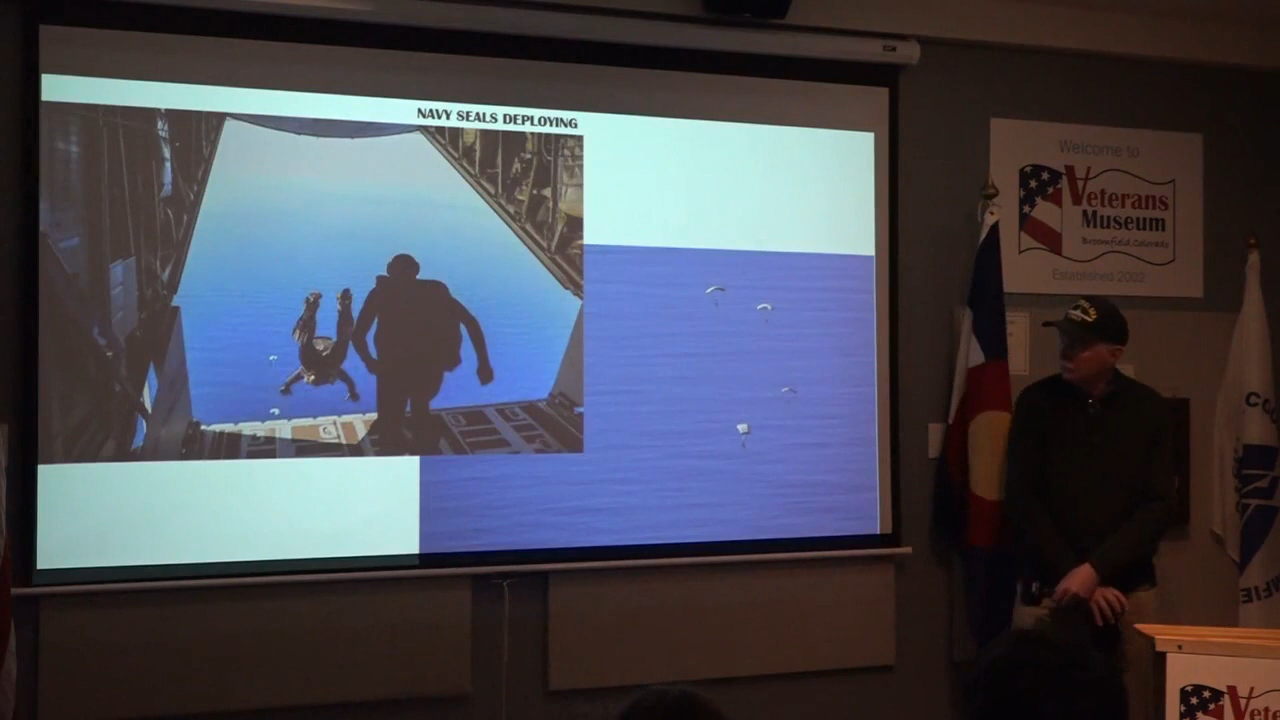 NAVY SEALS DEPLOYING
Welcome to
Veterans
Museum
Broomfield, Colorado
Established 2002